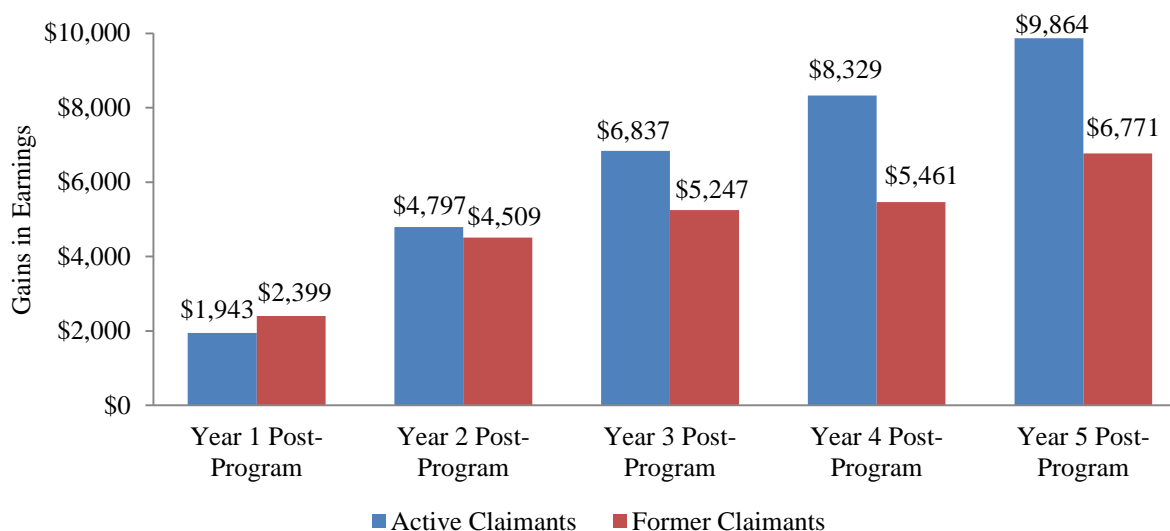 Gains in Earnings
$10,000
$8,000
$6,000
$4,000
$2,000
$0
$1,943
$2,399
$4,797
$4,509
$6,837
$5,247
$8,329
$5,461
$9,864
$6,771
Year 1 Post-
Program
Year 2 Post-
Program
Year 3 Post-
Program
Year 4 Post-
Program
Year 5 Post-
Program
Active Claimants
Former Claimants